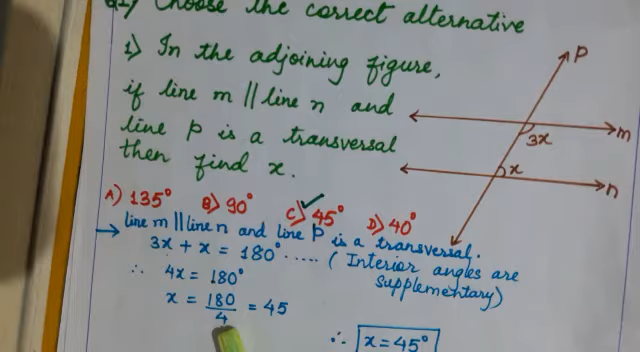 Q1) Choose the correct alternative
1) In the adjoining figure,
if line m || line n and
line p is a transversal
then find x.
p
m
3x
x
n
A) 135° B) 90° C) 45° D) 40°
→ line m || line n and line p is a transversal.
3x + x = 180° ..... (Interior angles are
supplementary)
∴ 4x = 180°
x = 180/4 = 45
∴ x = 45°